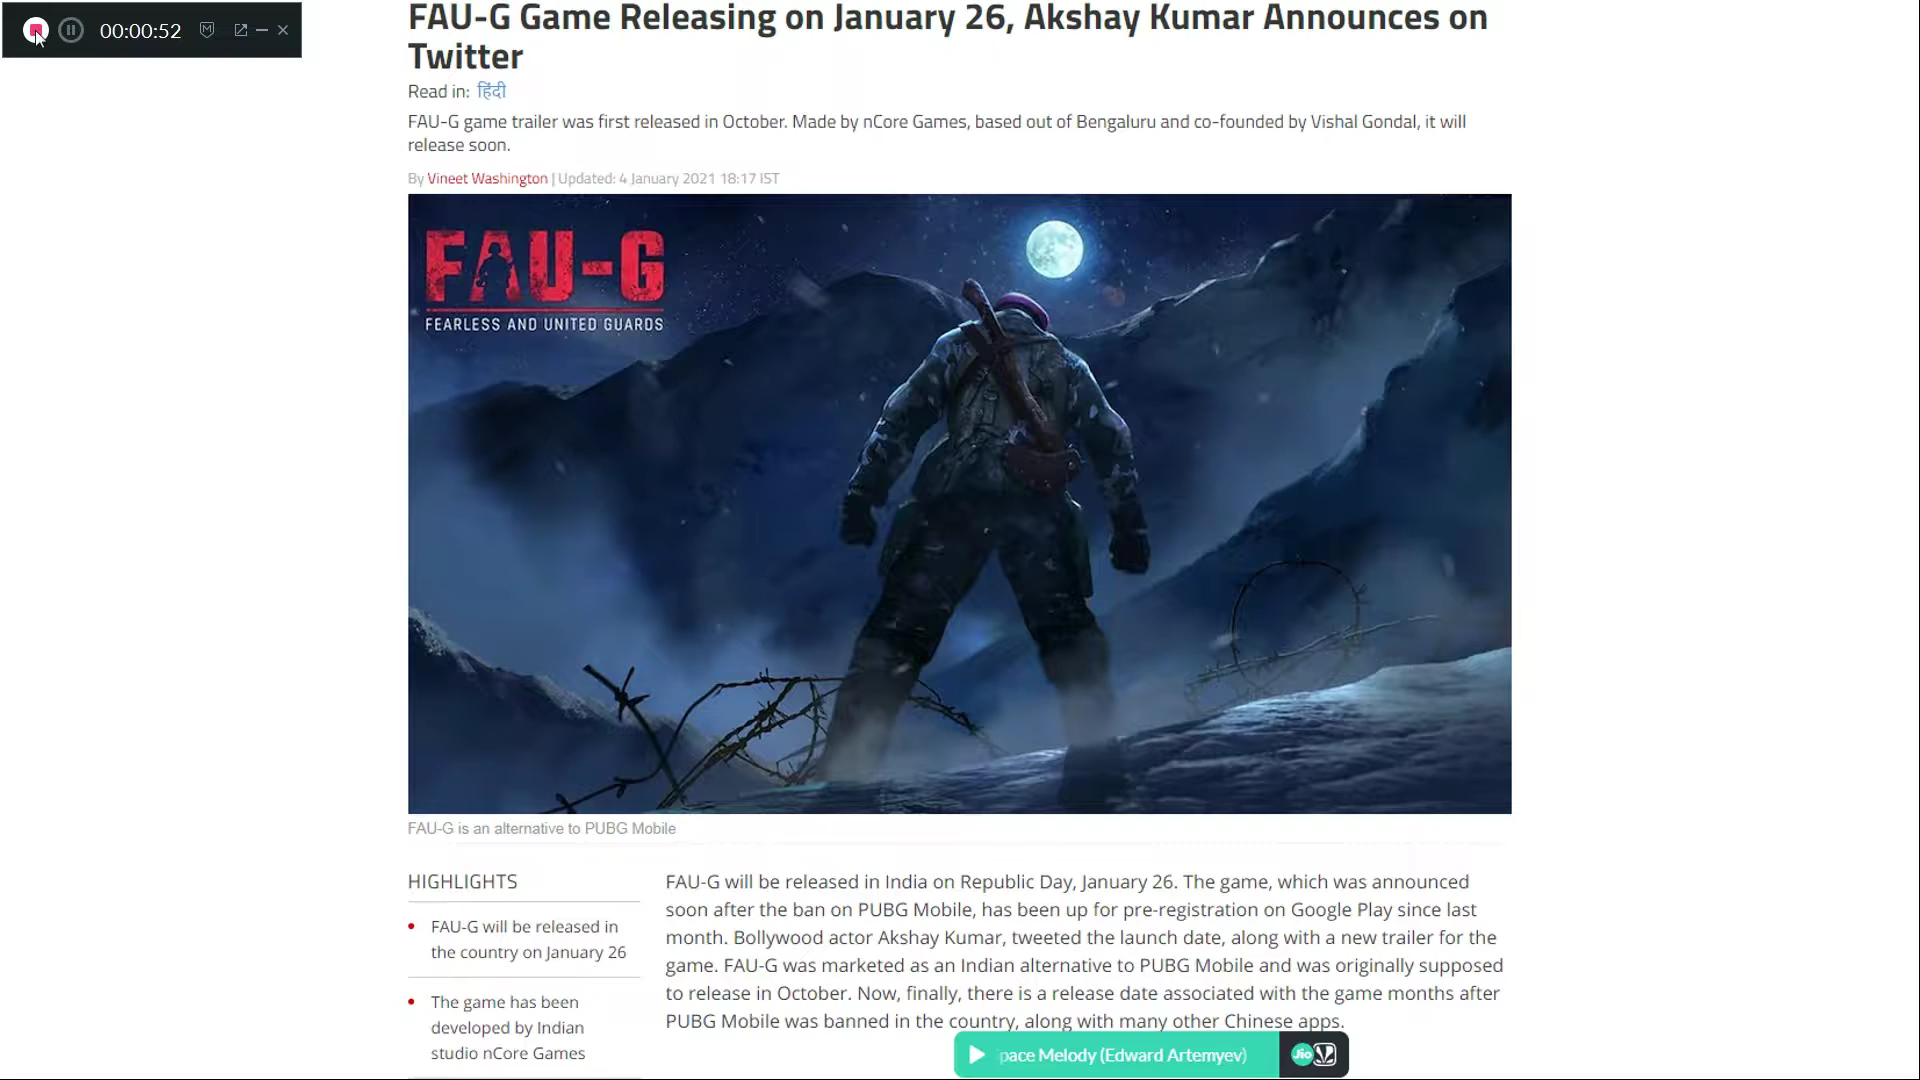 00:00:52
FAU-G Game Releasing on January 26, Akshay Kumar Announces on
Twitter
Read in: हिंदी
FAU-G game trailer was first released in October. Made by nCore Games, based out of Bengaluru and co-founded by Vishal Gondal, it will
release soon.
By Vineet Washington | Updated: 4 January 2021 18:17 IST
FAU-G
FEARLESS AND UNITED GUARDS
FAU-G is an alternative to PUBG Mobile
HIGHLIGHTS
FAU-G will be released in
the country on January 26
The game has been
developed by Indian
studio nCore Games
FAU-G will be released in India on Republic Day, January 26. The game, which was announced
soon after the ban on PUBG Mobile, has been up for pre-registration on Google Play since last
month. Bollywood actor Akshay Kumar, tweeted the launch date, along with a new trailer for the
game. FAU-G was marketed as an Indian alternative to PUBG Mobile and was originally supposed
to release in October. Now, finally, there is a release date associated with the game months after
PUBG Mobile was banned in the country, along with many other Chinese apps.
pace Melody (Edward Artemyev)
Jio